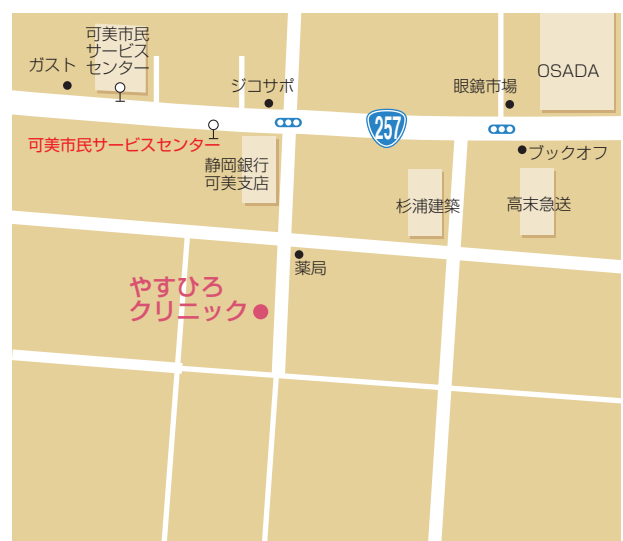 可美市民
サービス
センター
ガスト
ジコサポ
眼鏡市場
OSADA
257
可美市民サービスセンター
静岡銀行
可美支店
ブックオフ
杉浦建築
高末急送
薬局
やすひろ
クリニック